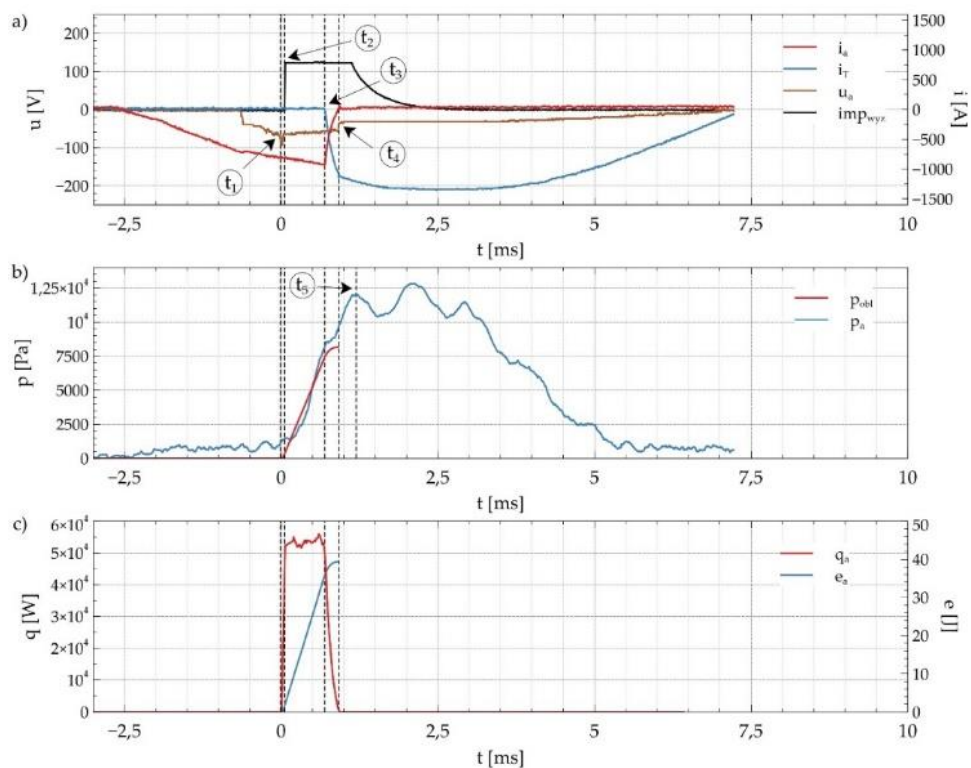 a)
200
100
0
−100
−200
u [V]
t₂
t₃
t₁
t₄
iₐ
i_T
uₐ
imp_wyz
1500
1000
500
0
−500
−1000
−1500
i [A]
−2,5 0 2,5 5 7,5 10
t [ms]
b)
1,25×10⁴
10⁴
7500
5000
2500
0
p [Pa]
t₅
p_obl
pₐ
−2,5 0 2,5 5 7,5 10
t [ms]
c)
6×10⁴
5×10⁴
4×10⁴
3×10⁴
2×10⁴
10⁴
0
q [W]
qₐ
eₐ
50
40
30
20
10
0
e [J]
−2,5 0 2,5 5 7,5 10
t [ms]